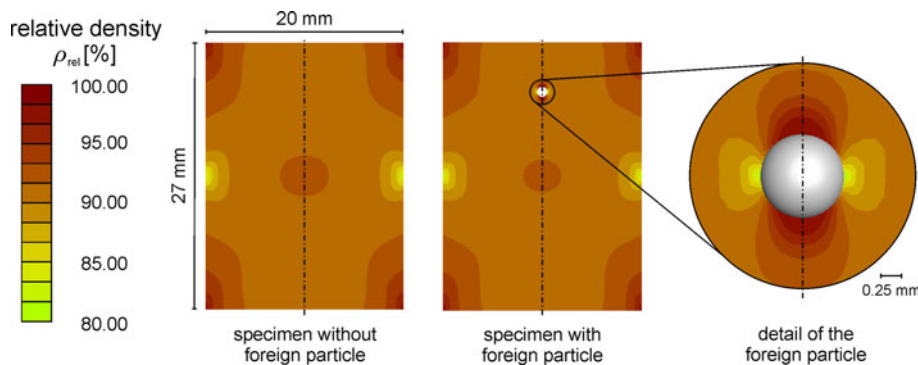 relative density
ρrel [%]
100.00
95.00
90.00
85.00
80.00
20 mm
27 mm
specimen without
foreign particle
specimen with
foreign particle
0.25 mm
detail of the
foreign particle